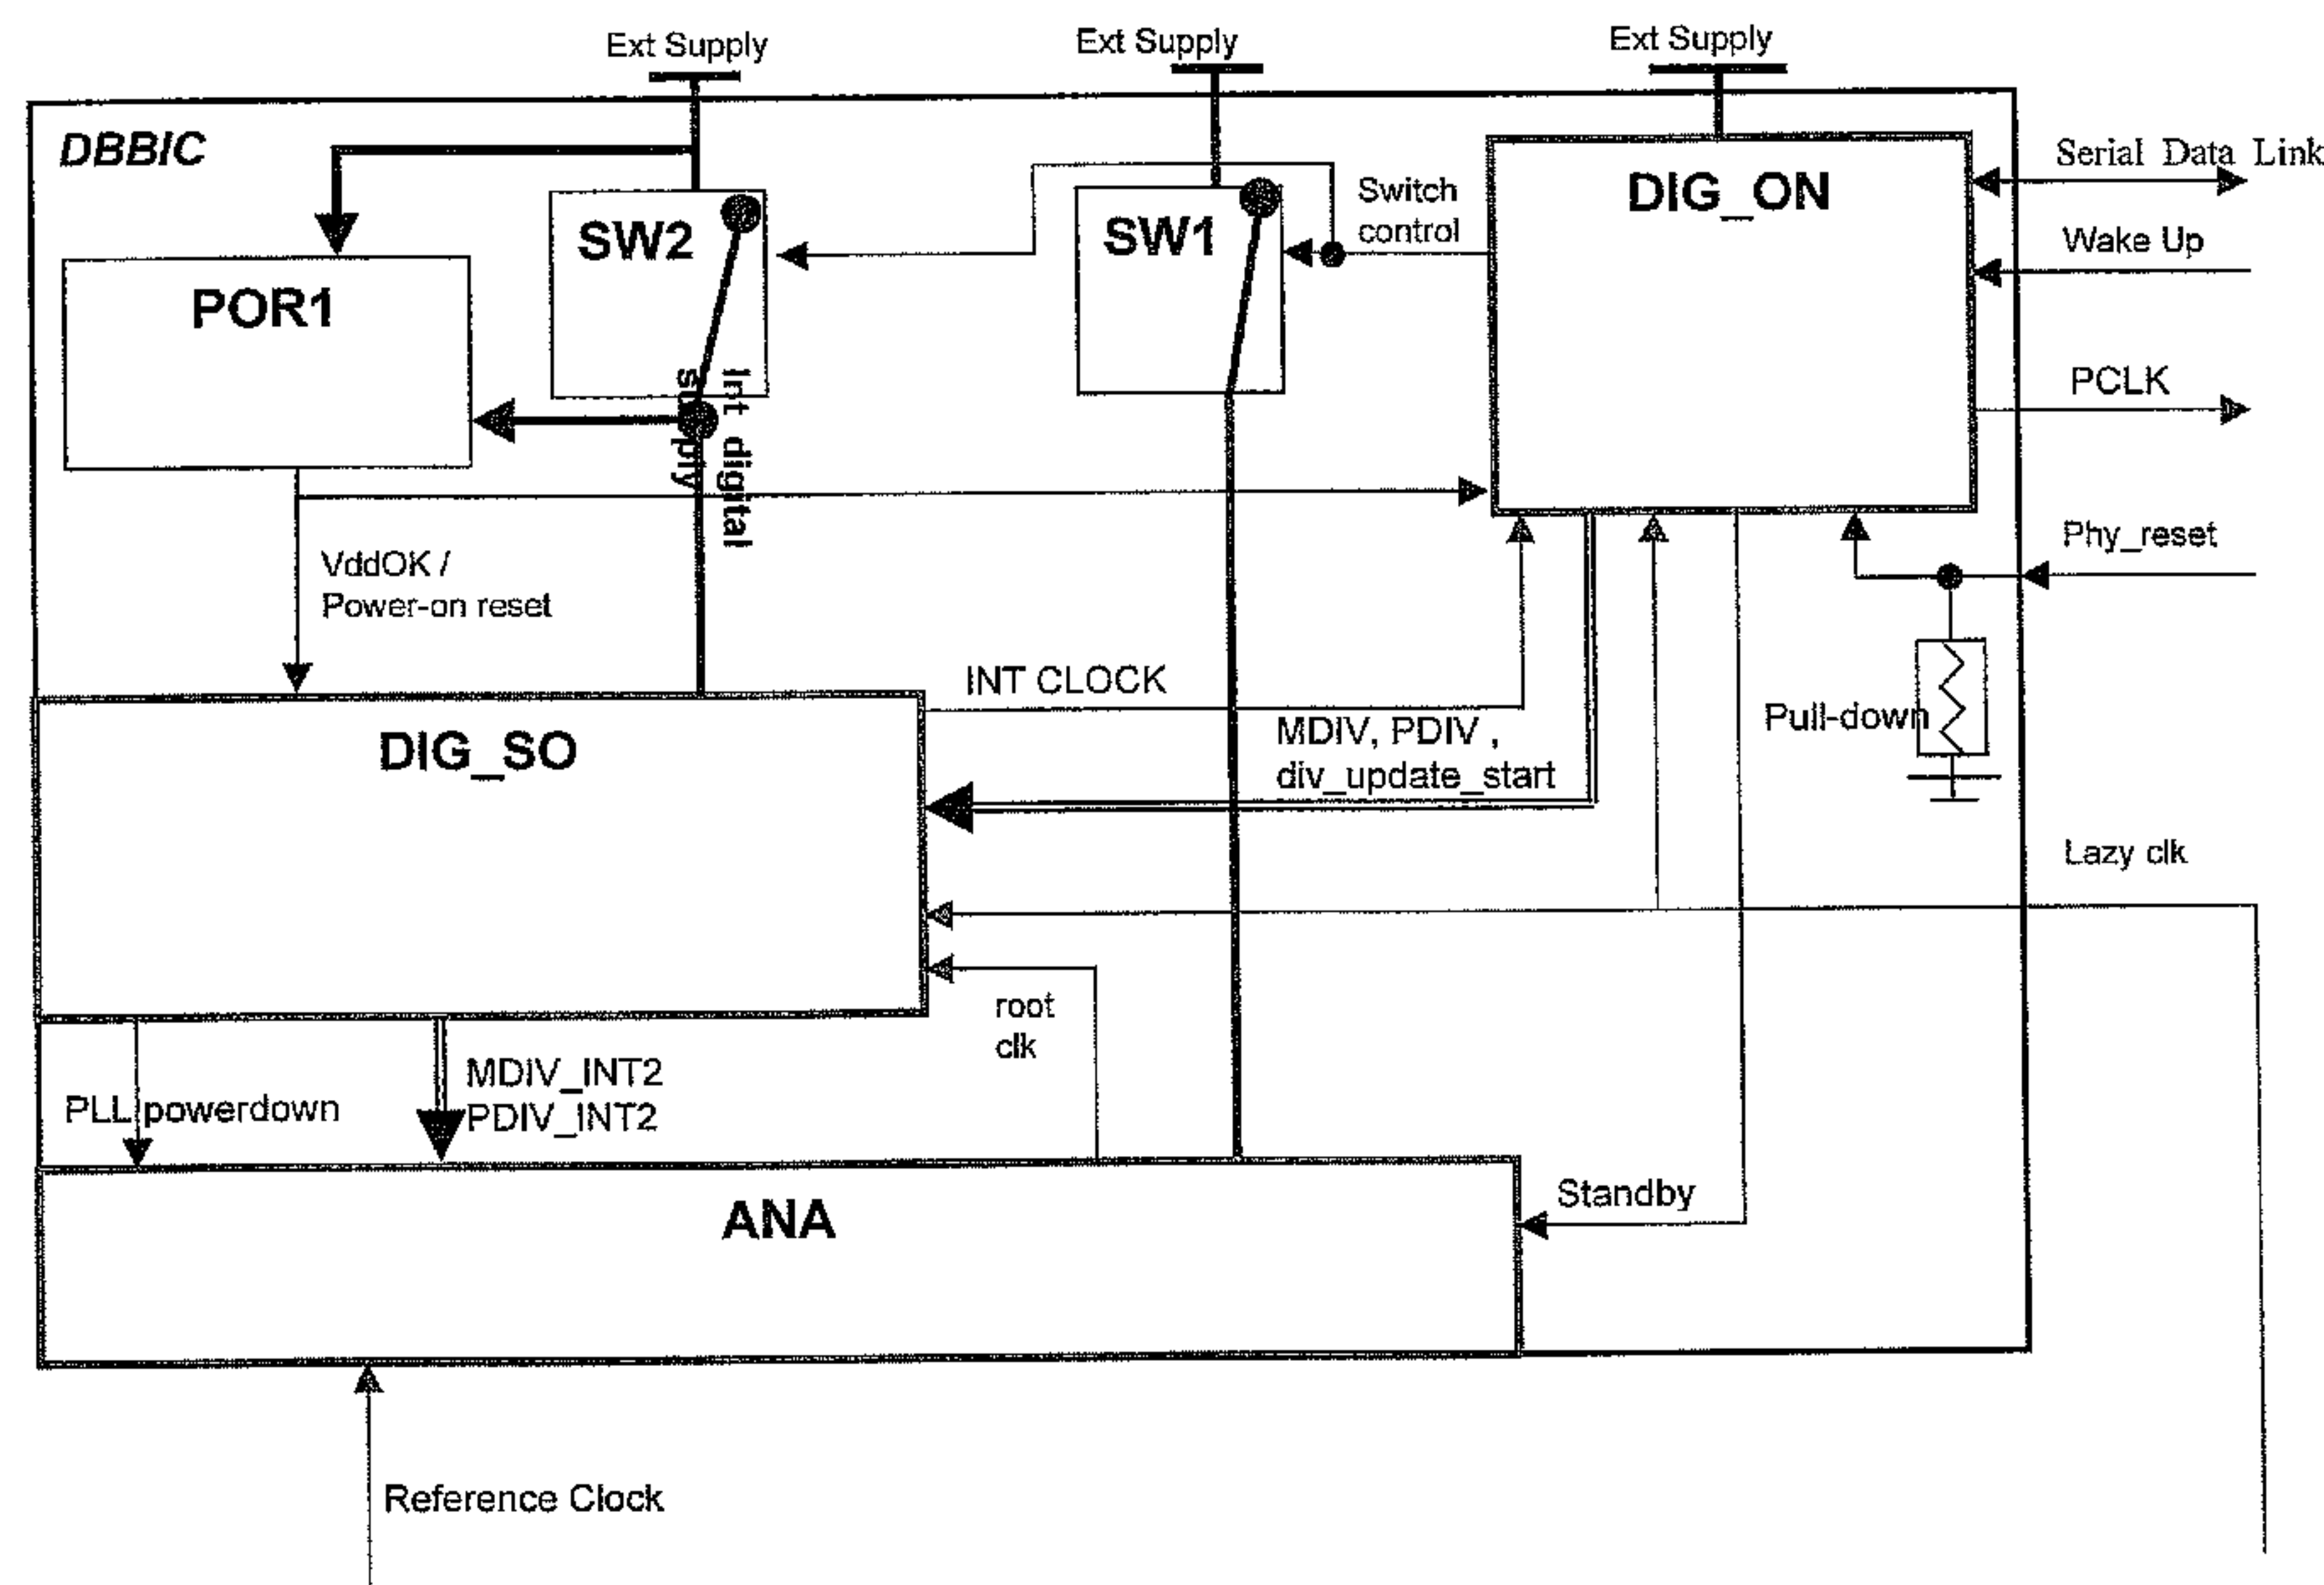 Ext Supply
Ext Supply
Ext Supply
DBBIC
SW2
SW1
Switch
control
DIG_ON
Serial Data Link
Wake Up
PCLK
POR1
Int digital
supply
VddOK /
Power-on reset
Phy_reset
INT CLOCK
DIG_SO
MDIV, PDIV ,
div_update_start
Pull-down
Lazy clk
root
clk
MDIV_INT2
PDIV_INT2
PLL powerdown
ANA
Standby
Reference Clock